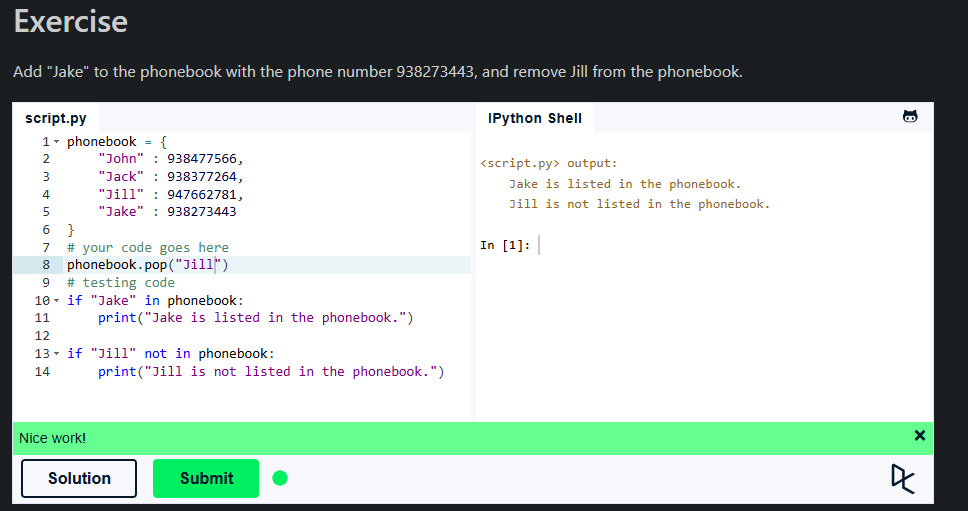 Exercise
Add "Jake" to the phonebook with the phone number 938273443, and remove Jill from the phonebook.
script.py
IPython Shell
1 phonebook = {
2     "John" : 938477566,
3     "Jack" : 938377264,
4     "Jill" : 947662781,
5     "Jake" : 938273443
6 }
7 # your code goes here
8 phonebook.pop("Jill")
9 # testing code
10 if "Jake" in phonebook:
11     print("Jake is listed in the phonebook.")
12
13 if "Jill" not in phonebook:
14     print("Jill is not listed in the phonebook.")
<script.py> output:
    Jake is listed in the phonebook.
    Jill is not listed in the phonebook.
In [1]:
Nice work!
Solution
Submit